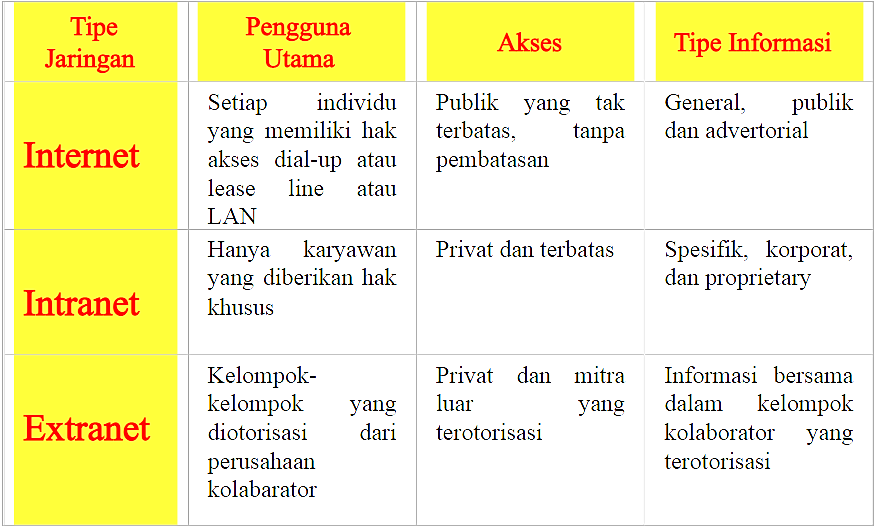 Tipe
Jaringan
Pengguna
Utama
Akses
Tipe Informasi
Internet
Setiap individu
yang memiliki hak
akses dial-up atau
lease line atau
LAN
Publik yang tak
terbatas, tanpa
pembatasan
General, publik
dan advertorial
Intranet
Hanya karyawan
yang diberikan hak
khusus
Privat dan terbatas
Spesifik, korporat,
dan proprietary
Extranet
Kelompok-
kelompok yang
diotorisasi dari
perusahaan
kolabarator
Privat dan mitra
luar yang
terotorisasi
Informasi bersama
dalam kelompok
kolaborator yang
terotorisasi